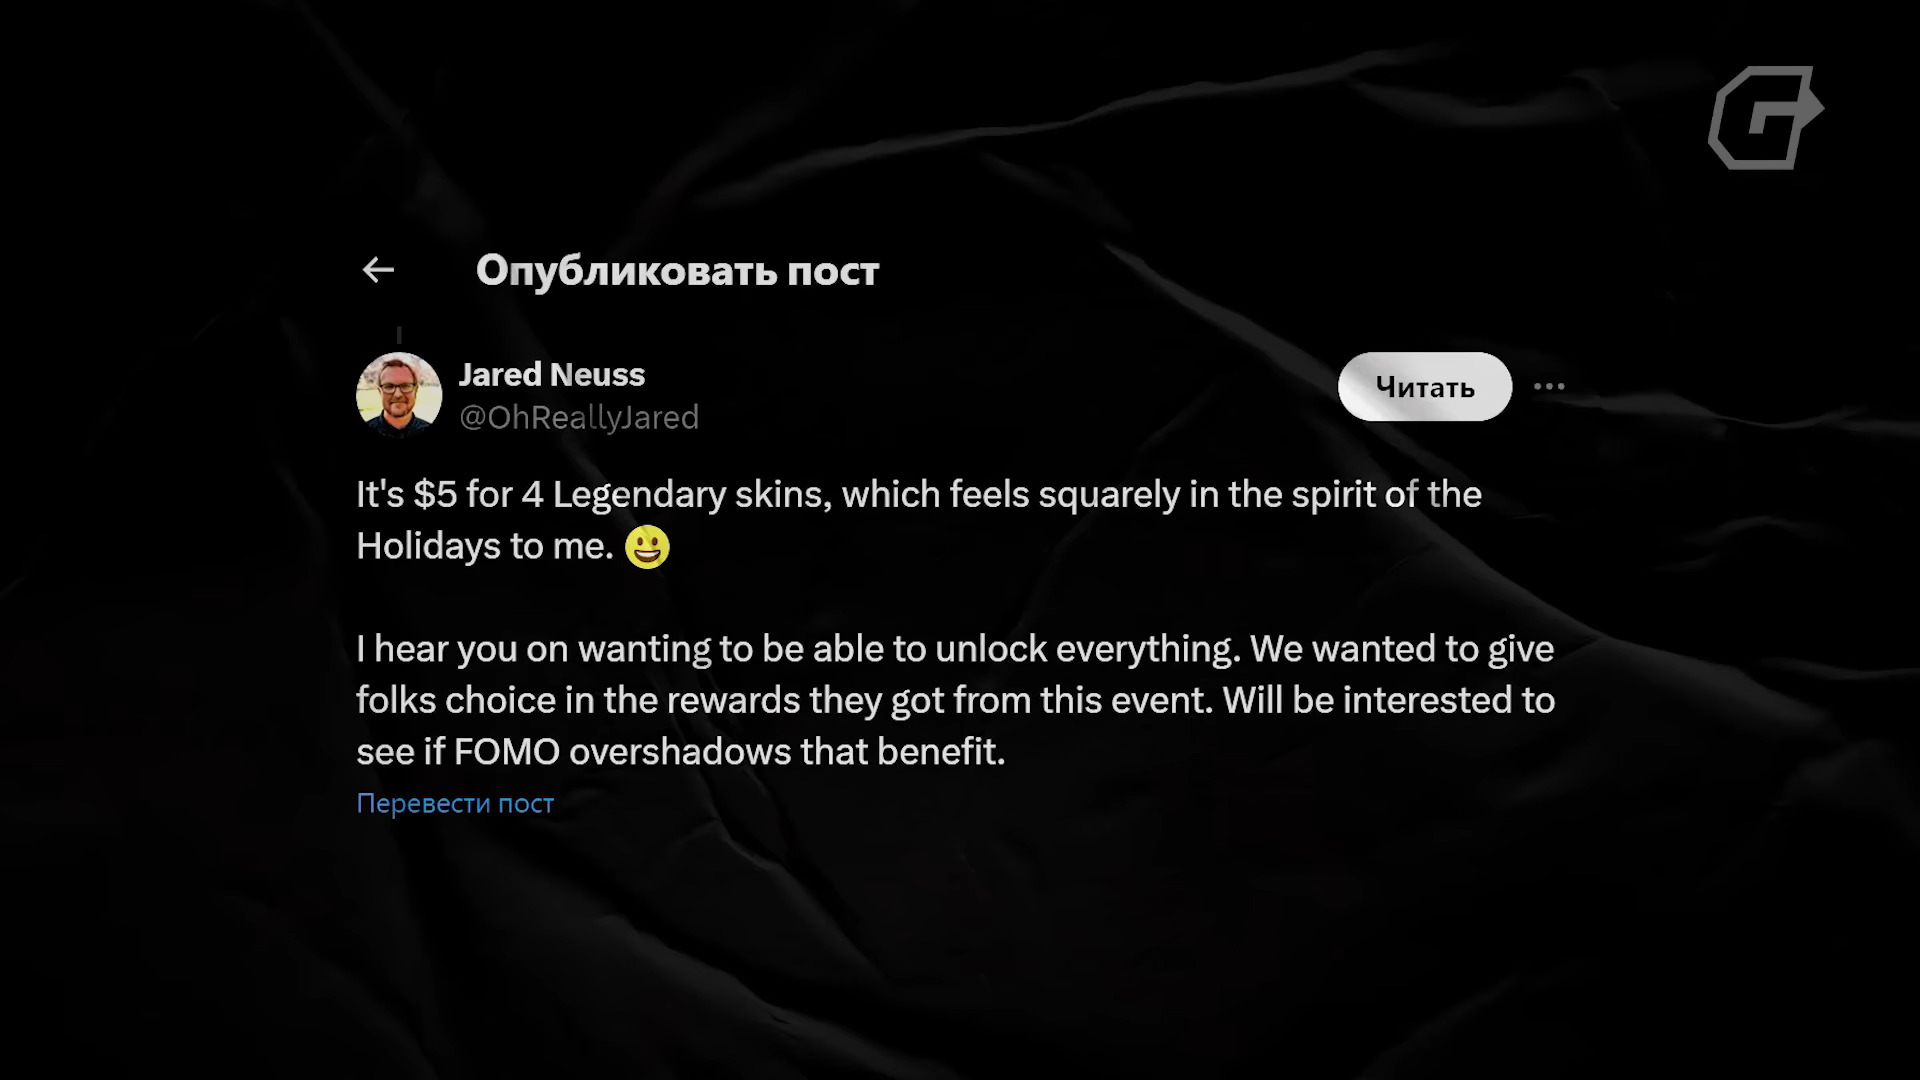 Опубликовать пост
Jared Neuss
Читать
@OhReallyJared
It's $5 for 4 Legendary skins, which feels squarely in the spirit of the
Holidays to me. 😀
I hear you on wanting to be able to unlock everything. We wanted to give
folks choice in the rewards they got from this event. Will be interested to
see if FOMO overshadows that benefit.
Перевести пост